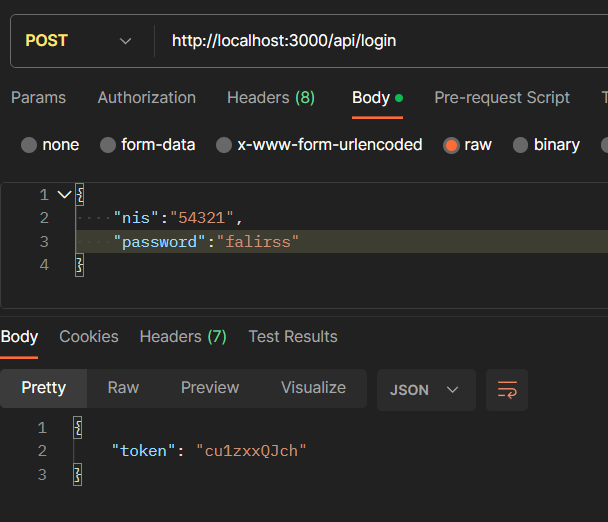 POST http://localhost:3000/api/login
Params Authorization Headers (8) Body Pre-request Script T
none form-data x-www-form-urlencoded raw binary
1 {
2 "nis":"54321",
3 "password":"falirss"
4 }
Body Cookies Headers (7) Test Results
Pretty Raw Preview Visualize JSON
1 {
2 "token": "cu1zxxQJch"
3 }